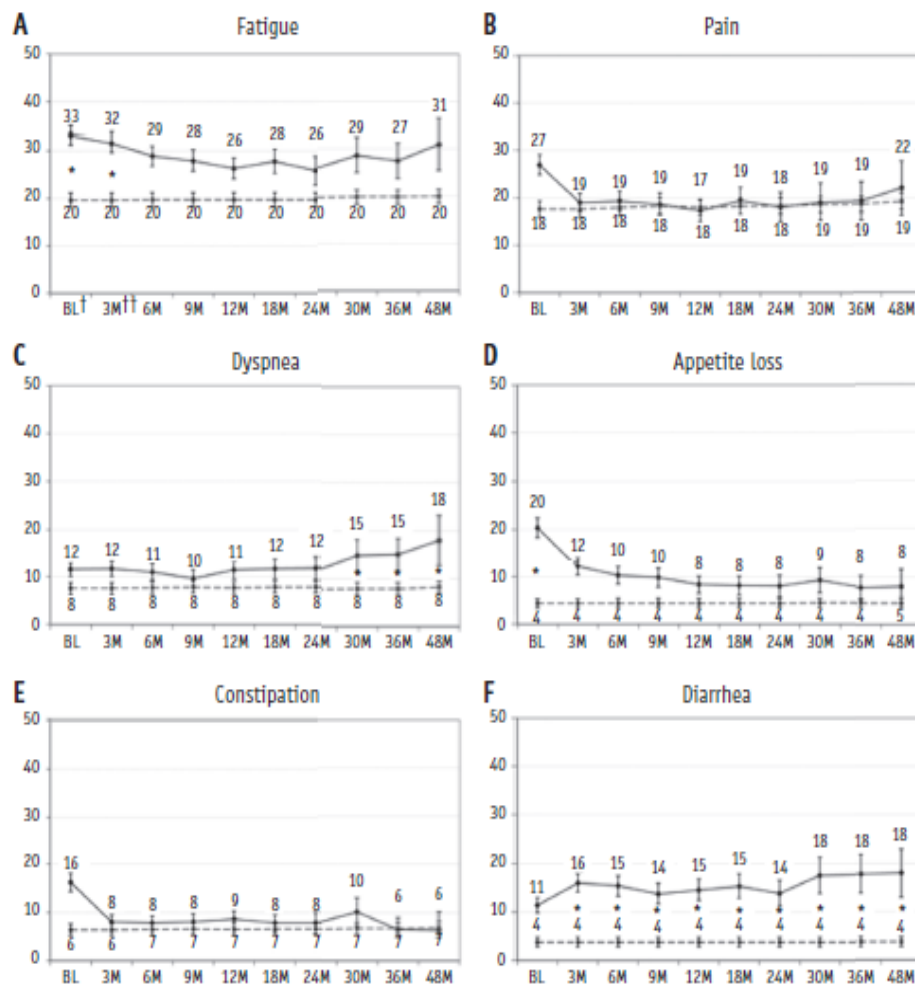 A Fatigue
50
33 32 29 28 26 28 26 29 27 31
40
30
* *
20
20 20 20 20 20 20 20 20 20 20
10
0
BL† 3M†† 6M 9M 12M 18M 24M 30M 36M 48M
B Pain
50
40
30
27 19 19 19 17 19 18 19 19 22
20
18 18 18 18 18 18 18 19 19 19
10
0
BL 3M 6M 9M 12M 18M 24M 30M 36M 48M
C Dyspnea
50
40
30
20
12 12 11 10 11 12 12 15 15 18
10
* * *
8 8 8 8 8 8 8 8 8 8
0
BL 3M 6M 9M 12M 18M 24M 30M 36M 48M
D Appetite loss
50
40
30
20 12 10 10 8 8 8 9 8 8
20
*
10
4 4 4 4 4 4 4 4 4 5
0
BL 3M 6M 9M 12M 18M 24M 30M 36M 48M
E Constipation
50
40
30
20
16 8 8 8 9 8 8 10 6 6
10
6 6 7 7 7 7 7 7 7 7
0
BL 3M 6M 9M 12M 18M 24M 30M 36M 48M
F Diarrhea
50
40
30
20
11 16 15 14 15 15 14 18 18 18
10
* * * * * * * * *
4 4 4 4 4 4 4 4 4 4
0
BL 3M 6M 9M 12M 18M 24M 30M 36M 48M